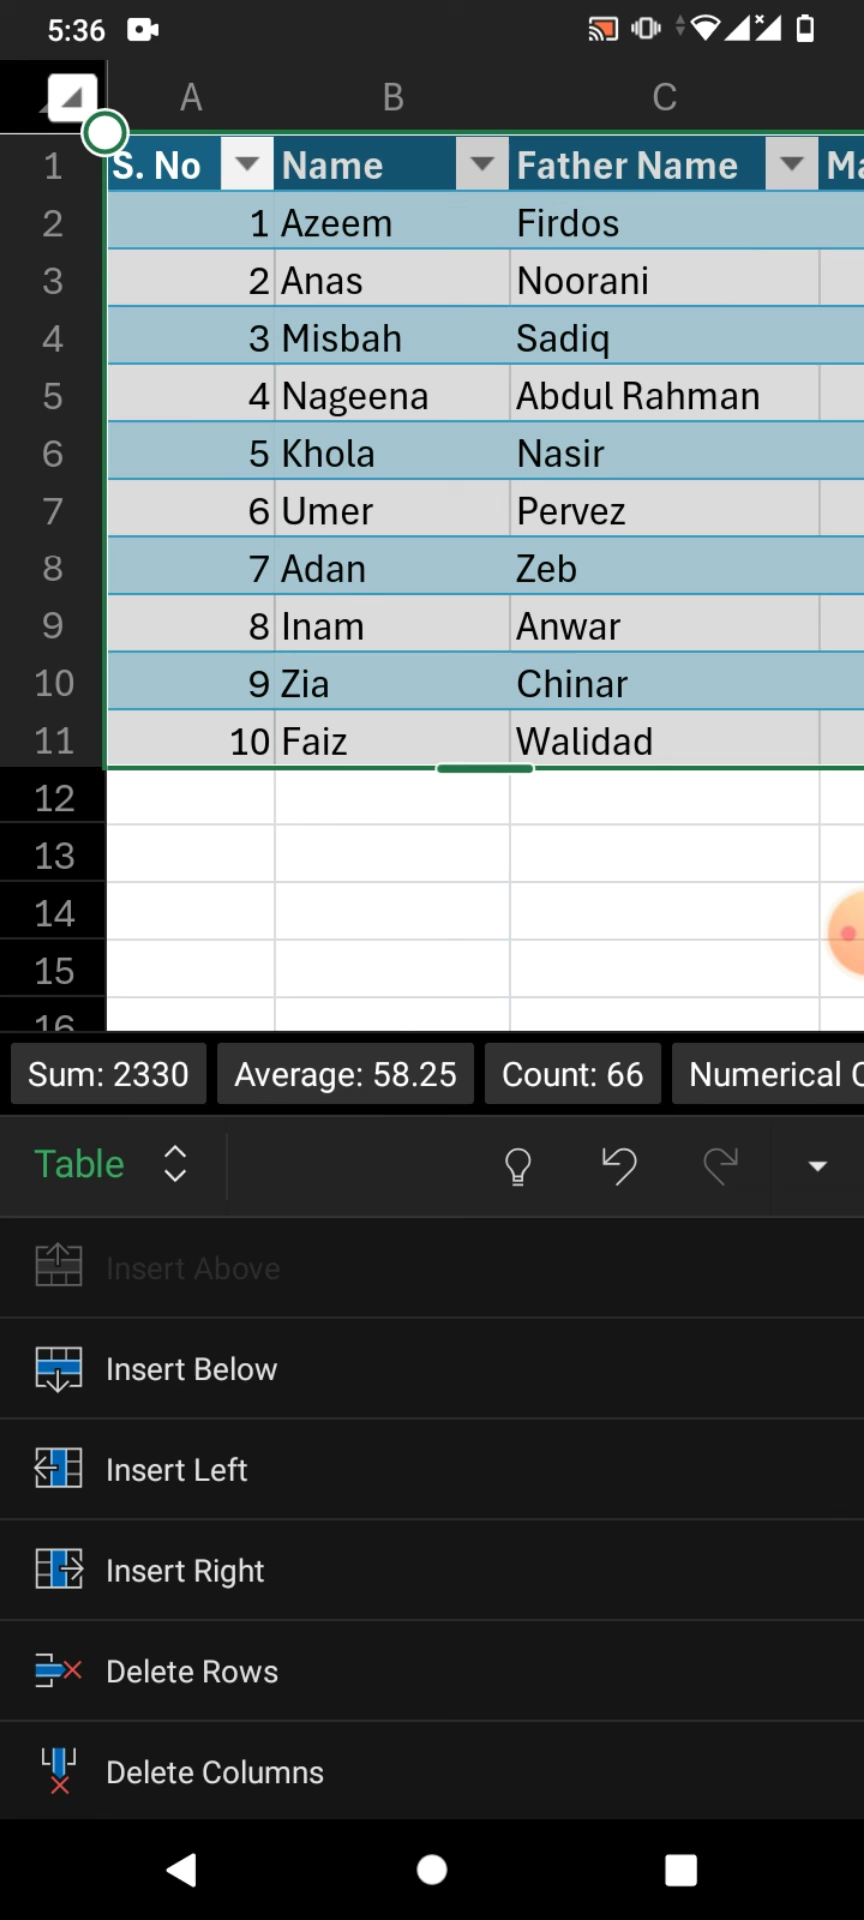 5:36
A B C
1 S. No Name Father Name Ma
2 1 Azeem Firdos
3 2 Anas Noorani
4 3 Misbah Sadiq
5 4 Nageena Abdul Rahman
6 5 Khola Nasir
7 6 Umer Pervez
8 7 Adan Zeb
9 8 Inam Anwar
10 9 Zia Chinar
11 10 Faiz Walidad
12
13
14
15
16
Sum: 2330 Average: 58.25 Count: 66 Numerical C
Table
Insert Above
Insert Below
Insert Left
Insert Right
Delete Rows
Delete Columns